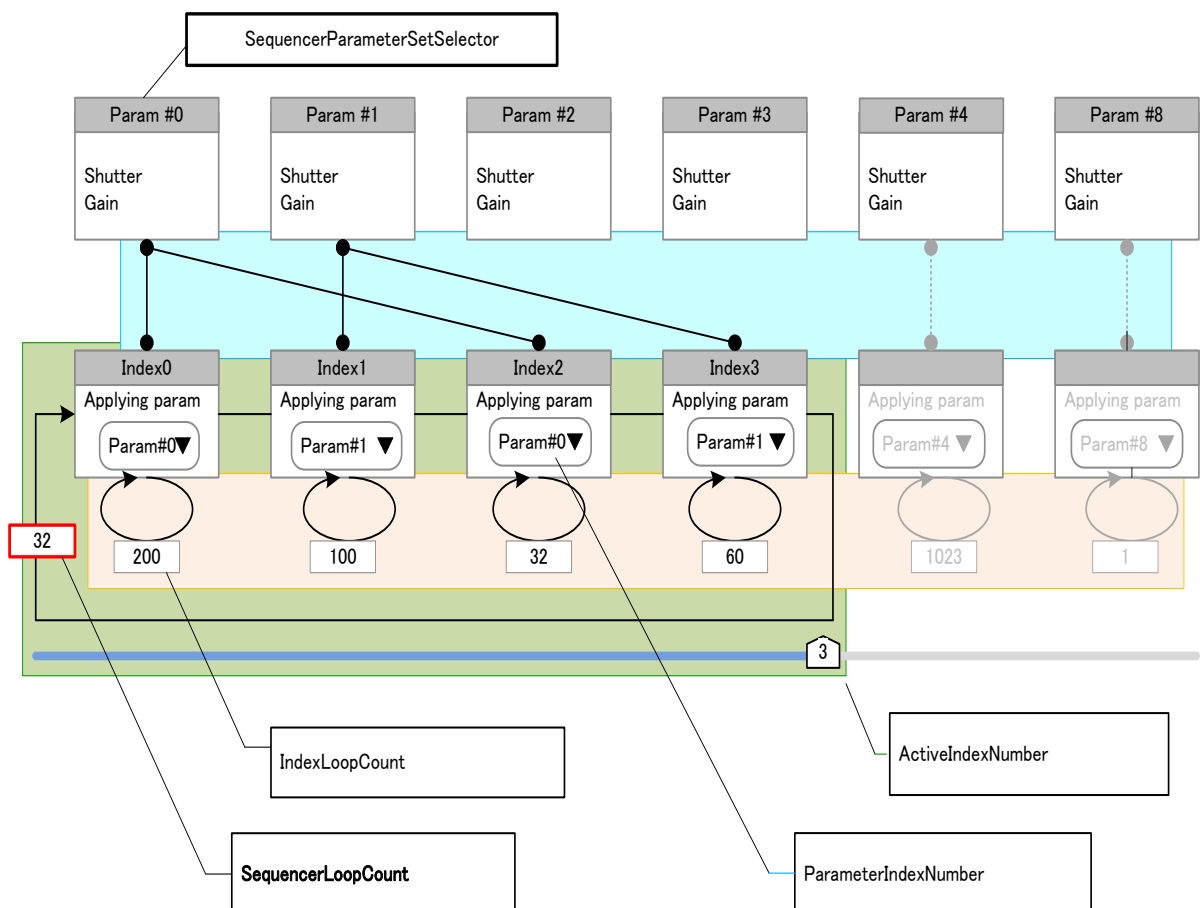 SequencerParameterSetSelector
Param #0
Param #1
Param #2
Param #3
Param #4
Param #8
Shutter
Gain
Shutter
Gain
Shutter
Gain
Shutter
Gain
Shutter
Gain
Shutter
Gain
Index0
Index1
Index2
Index3
Applying param
Applying param
Applying param
Applying param
Applying param
Applying param
Param#0▼
Param#1 ▼
Param#0▼
Param#1 ▼
Param#4 ▼
Param#8 ▼
32
200
100
32
60
1023
1
3
IndexLoopCount
ActiveIndexNumber
SequencerLoopCount
ParameterIndexNumber